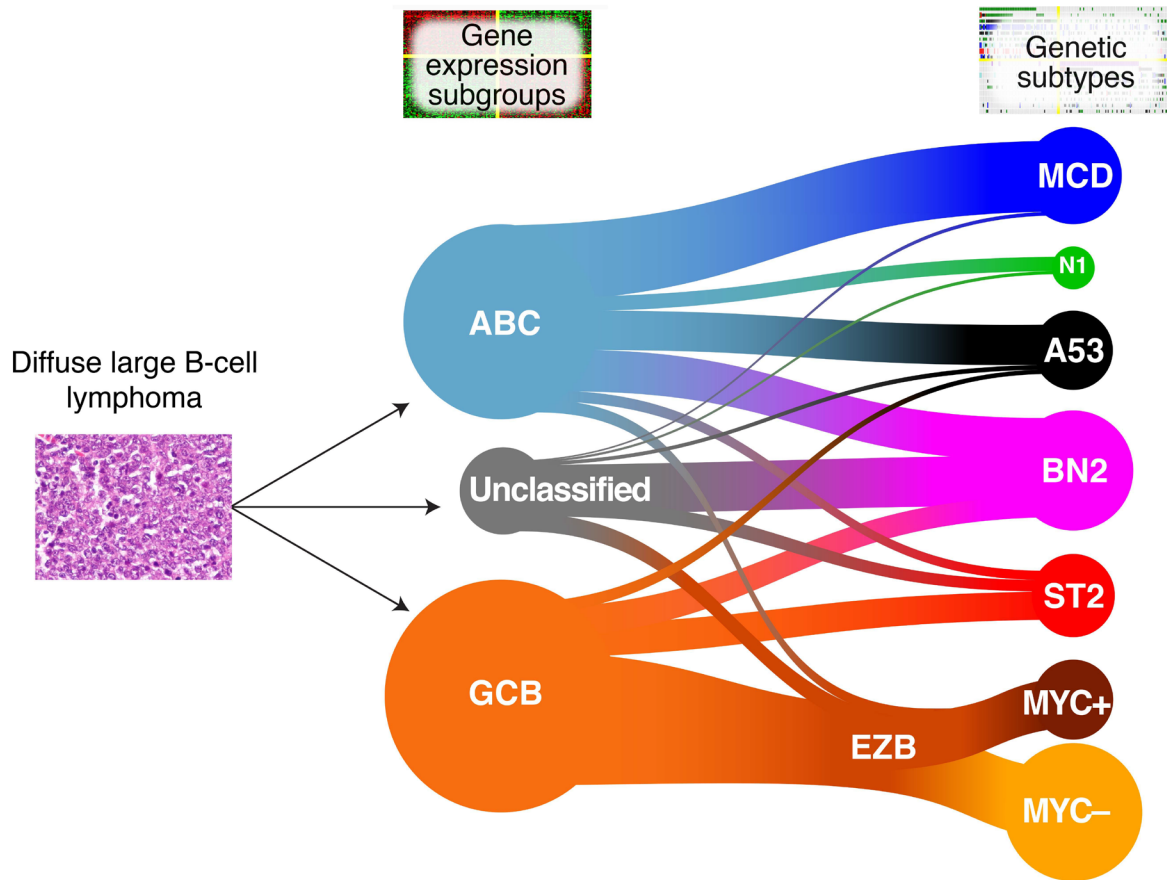 Gene
expression
subgroups
Genetic
subtypes
MCD
N1
ABC
A53
Diffuse large B-cell
lymphoma
BN2
Unclassified
ST2
GCB
MYC+
EZB
MYC–